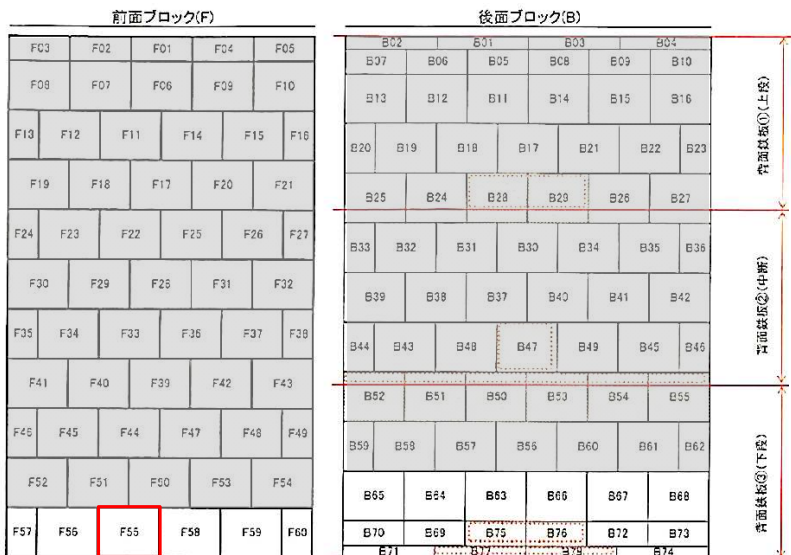 前面ブロック(F)
F03 F02 F01 F04 F05
F08 F07 F06 F09 F10
F13 F12 F11 F14 F15 F16
F19 F18 F17 F20 F21
F24 F23 F22 F25 F26 F27
F30 F29 F28 F31 F32
F35 F34 F33 F36 F37 F38
F41 F40 F39 F42 F43
F46 F45 F44 F47 F48 F49
F52 F51 F50 F53 F54
F57 F56 F55 F58 F59 F60
後面ブロック(B)
B02 B01 B03 B04
B07 B06 B05 B08 B09 B10
B13 B12 B11 B14 B15 B16
B20 B19 B18 B17 B21 B22 B23
B25 B24 B28 B29 B26 B27
B33 B32 B31 B30 B34 B35 B36
B39 B38 B37 B40 B41 B42
B44 B43 B48 B47 B49 B45 B46
B52 B51 B50 B53 B54 B55
B59 B58 B57 B56 B60 B61 B62
B65 B64 B63 B66 B67 B68
B70 B69 B75 B76 B72 B73
B71 B77 B79 B74
背面鉄板①(上段)
背面鉄板②(中断)
背面鉄板③(下段)